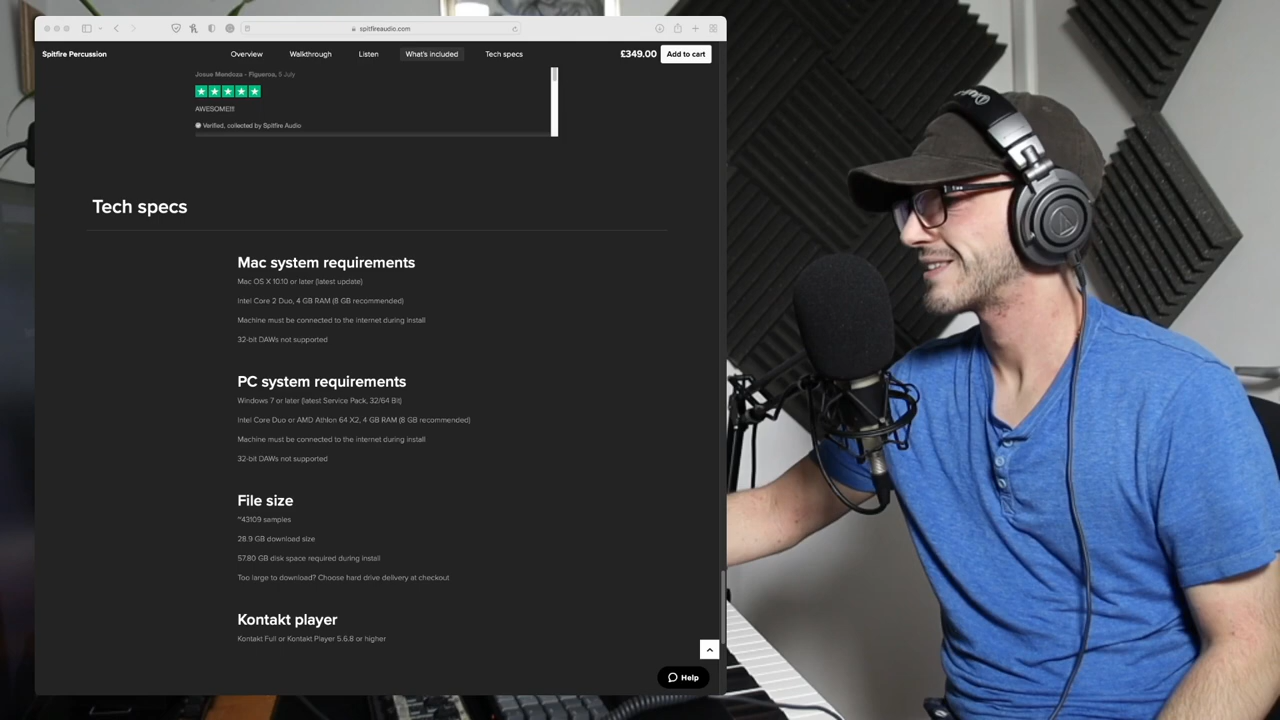 spitfireaudio.com
Spitfire Percussion
Overview
Walkthrough
Listen
What's included
Tech specs
£349.00
Add to cart
Josue Mendoza - Figueroa, 5 July
AWESOME!!!
Verified, collected by Spitfire Audio
Tech specs
Mac system requirements
Mac OS X 10.10 or later (latest update)
Intel Core 2 Duo, 4 GB RAM (8 GB recommended)
Machine must be connected to the internet during install
32-bit DAWs not supported
PC system requirements
Windows 7 or later (latest Service Pack, 32/64 Bit)
Intel Core Duo or AMD Athlon 64 X2, 4 GB RAM (8 GB recommended)
Machine must be connected to the internet during install
32-bit DAWs not supported
File size
~43109 samples
28.9 GB download size
57.80 GB disk space required during install
Too large to download? Choose hard drive delivery at checkout
Kontakt player
Kontakt Full or Kontakt Player 5.6.8 or higher
Help